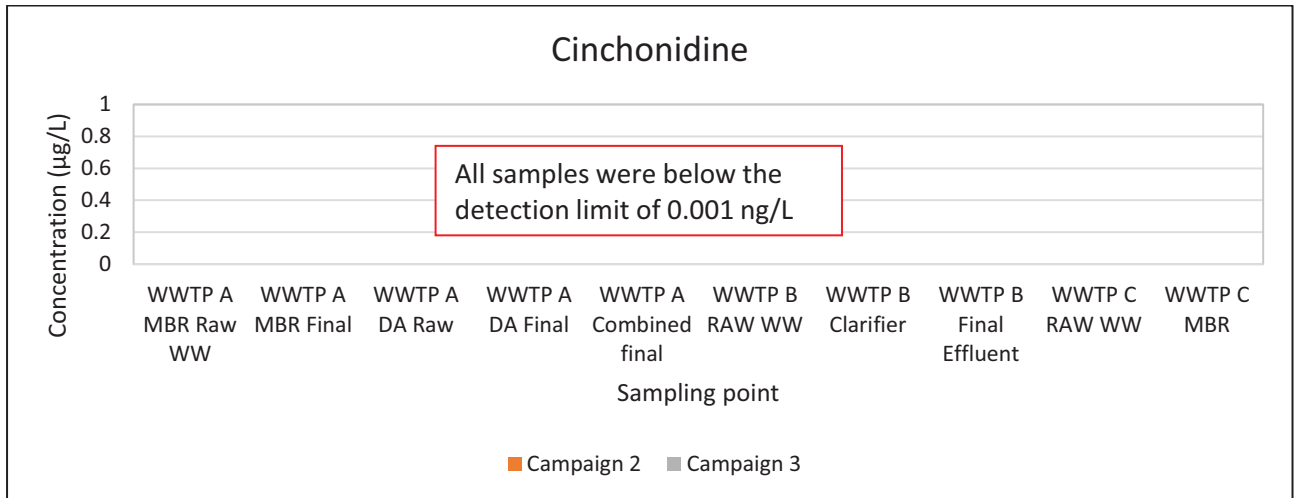 Cinchonidine
Concentration (µg/L)
1
0.8
0.6
0.4
0.2
0
All samples were below the
detection limit of 0.001 ng/L
WWTP A
MBR Raw
WW
WWTP A
MBR Final
WWTP A
DA Raw
WWTP A
DA Final
WWTP A
Combined
final
WWTP B
RAW WW
WWTP B
Clarifier
WWTP B
Final
Effluent
WWTP C
RAW WW
WWTP C
MBR
Sampling point
Campaign 2
Campaign 3